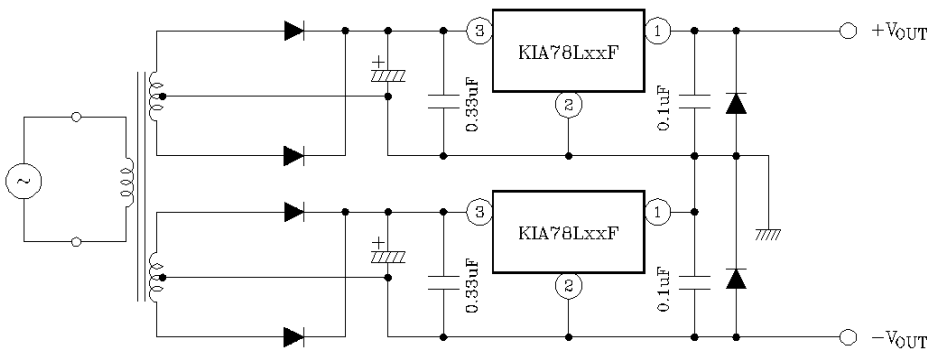 3
KIA78LxxF
1
+VOUT
+
2
0.33uF
0.1uF
~
3
KIA78LxxF
1
+
2
0.33uF
0.1uF
−VOUT